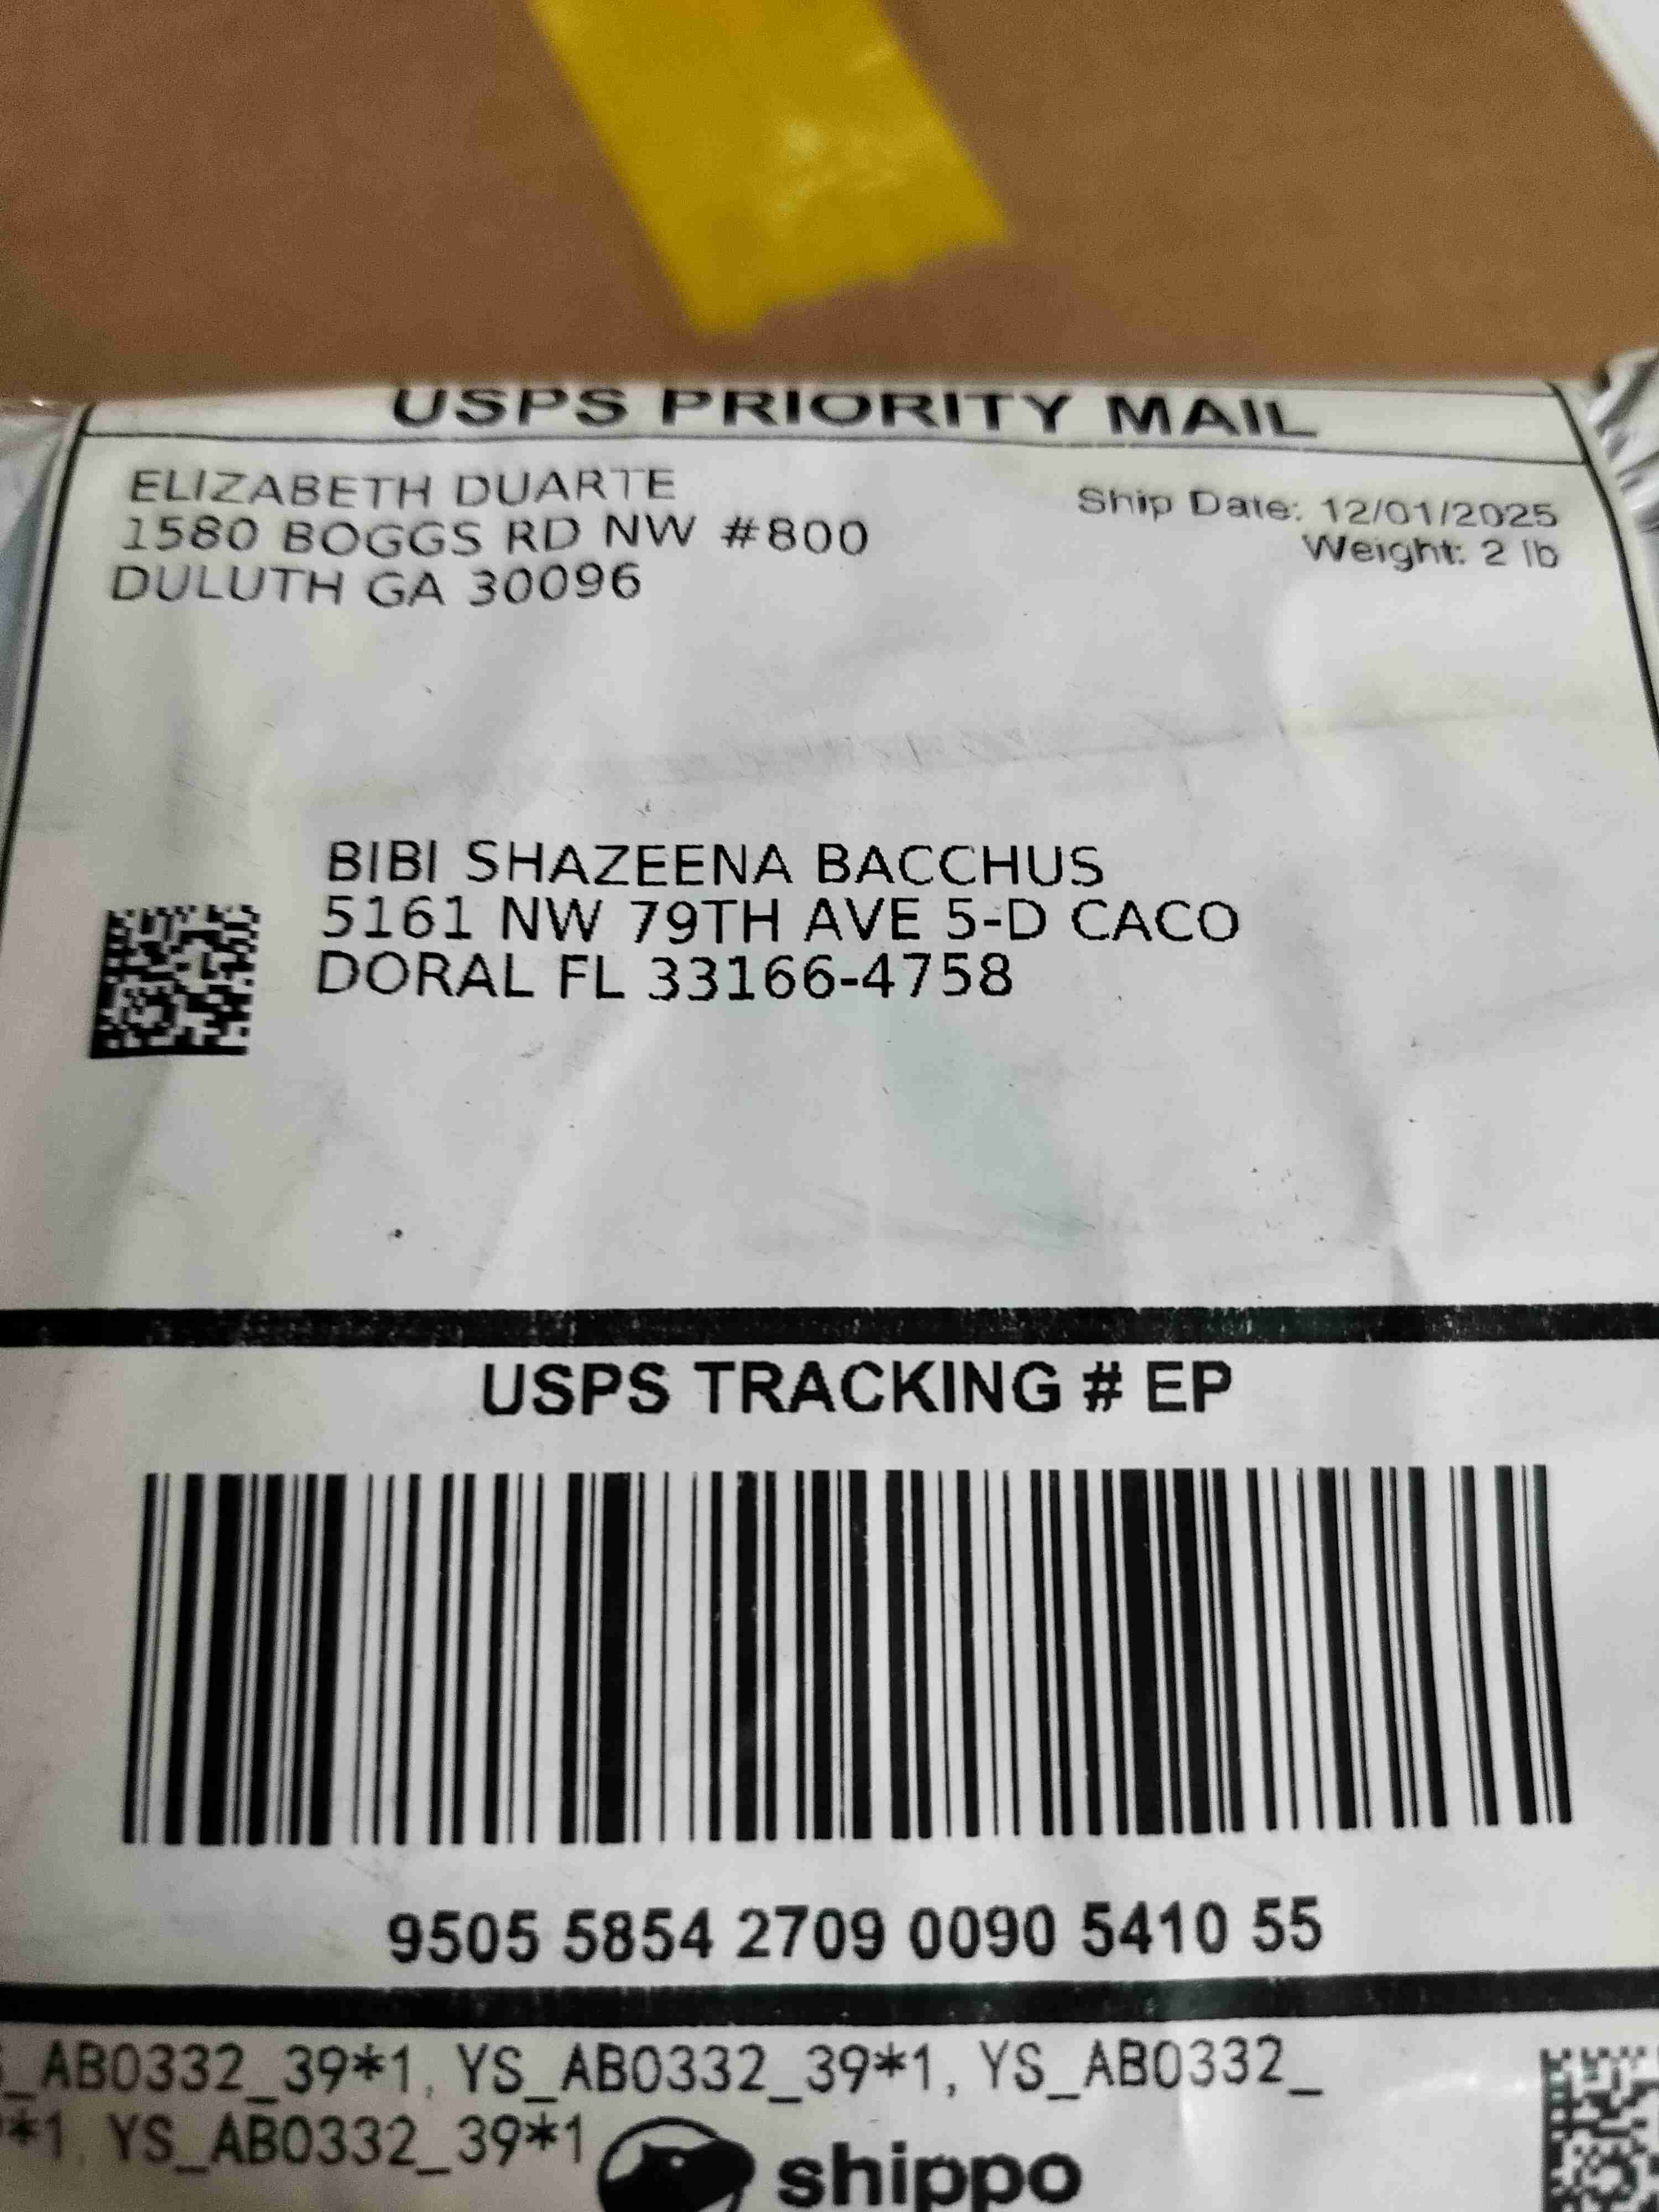 USPS PRIORITY MAIL
ELIZABETH DUARTE
1580 BOGGS RD NW #800
DULUTH GA 30096
Ship Date: 12/01/2025
Weight: 2 lb
BIBI SHAZEENA BACCHUS
5161 NW 79TH AVE 5-D CACO
DORAL FL 33166-4758
USPS TRACKING # EP
9505 5854 2709 0090 5410 55
_AB0332_39*1, YS_AB0332_39*1, YS_AB0332_
*1, YS_AB0332_39*1
shippo